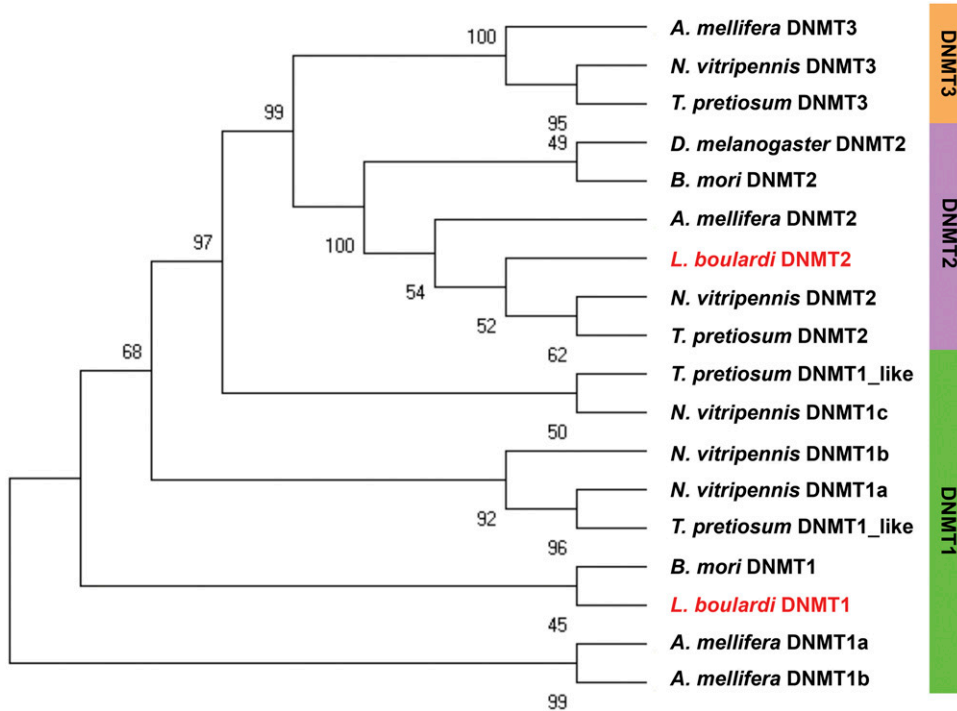 100
A. mellifera DNMT3
N. vitripennis DNMT3
T. pretiosum DNMT3
DNMT3
99
95
49
D. melanogaster DNMT2
B. mori DNMT2
A. mellifera DNMT2
100
97
L. boulardi DNMT2
54
N. vitripennis DNMT2
52
T. pretiosum DNMT2
DNMT2
68
62
T. pretiosum DNMT1_like
N. vitripennis DNMT1c
50
N. vitripennis DNMT1b
N. vitripennis DNMT1a
92
T. pretiosum DNMT1_like
96
B. mori DNMT1
L. boulardi DNMT1
45
A. mellifera DNMT1a
A. mellifera DNMT1b
99
DNMT1